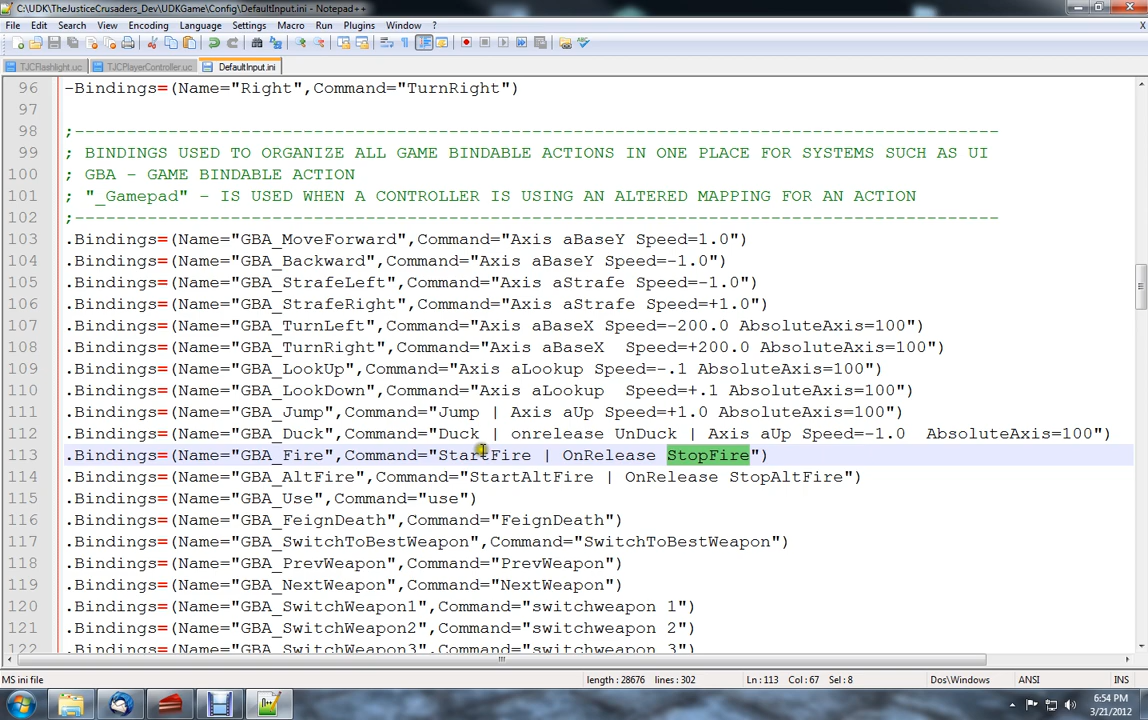 C:\UDK\TheJusticeCrusaders_Dev\UDKGame\Config\DefaultInput.ini - Notepad++
File Edit Search View Encoding Language Settings Macro Run Plugins Window ?
TJCFlashlight.uc TJCPlayerController.uc DefaultInput.ini
96 -Bindings=(Name="Right",Command="TurnRight")
97
98 ;-----------------------------------------------------------------------------------------
99 ; BINDINGS USED TO ORGANIZE ALL GAME BINDABLE ACTIONS IN ONE PLACE FOR SYSTEMS SUCH AS UI
100 ; GBA - GAME BINDABLE ACTION
101 ; "_Gamepad" - IS USED WHEN A CONTROLLER IS USING AN ALTERED MAPPING FOR AN ACTION
102 ;-----------------------------------------------------------------------------------------
103 .Bindings=(Name="GBA_MoveForward",Command="Axis aBaseY Speed=1.0")
104 .Bindings=(Name="GBA_Backward",Command="Axis aBaseY Speed=-1.0")
105 .Bindings=(Name="GBA_StrafeLeft",Command="Axis aStrafe Speed=-1.0")
106 .Bindings=(Name="GBA_StrafeRight",Command="Axis aStrafe Speed=+1.0")
107 .Bindings=(Name="GBA_TurnLeft",Command="Axis aBaseX Speed=-200.0 AbsoluteAxis=100")
108 .Bindings=(Name="GBA_TurnRight",Command="Axis aBaseX  Speed=+200.0 AbsoluteAxis=100")
109 .Bindings=(Name="GBA_LookUp",Command="Axis aLookup Speed=-.1 AbsoluteAxis=100")
110 .Bindings=(Name="GBA_LookDown",Command="Axis aLookup  Speed=+.1 AbsoluteAxis=100")
111 .Bindings=(Name="GBA_Jump",Command="Jump | Axis aUp Speed=+1.0 AbsoluteAxis=100")
112 .Bindings=(Name="GBA_Duck",Command="Duck | onrelease UnDuck | Axis aUp Speed=-1.0  AbsoluteAxis=100")
113 .Bindings=(Name="GBA_Fire",Command="StartFire | OnRelease StopFire")
114 .Bindings=(Name="GBA_AltFire",Command="StartAltFire | OnRelease StopAltFire")
115 .Bindings=(Name="GBA_Use",Command="use")
116 .Bindings=(Name="GBA_FeignDeath",Command="FeignDeath")
117 .Bindings=(Name="GBA_SwitchToBestWeapon",Command="SwitchToBestWeapon")
118 .Bindings=(Name="GBA_PrevWeapon",Command="PrevWeapon")
119 .Bindings=(Name="GBA_NextWeapon",Command="NextWeapon")
120 .Bindings=(Name="GBA_SwitchWeapon1",Command="switchweapon 1")
121 .Bindings=(Name="GBA_SwitchWeapon2",Command="switchweapon 2")
122 .Bindings=(Name="GBA_SwitchWeapon3",Command="switchweapon 3")
MS ini file length : 28676 lines : 302 Ln : 113 Col : 67 Sel : 8 Dos\Windows ANSI INS
6:54 PM
3/21/2012